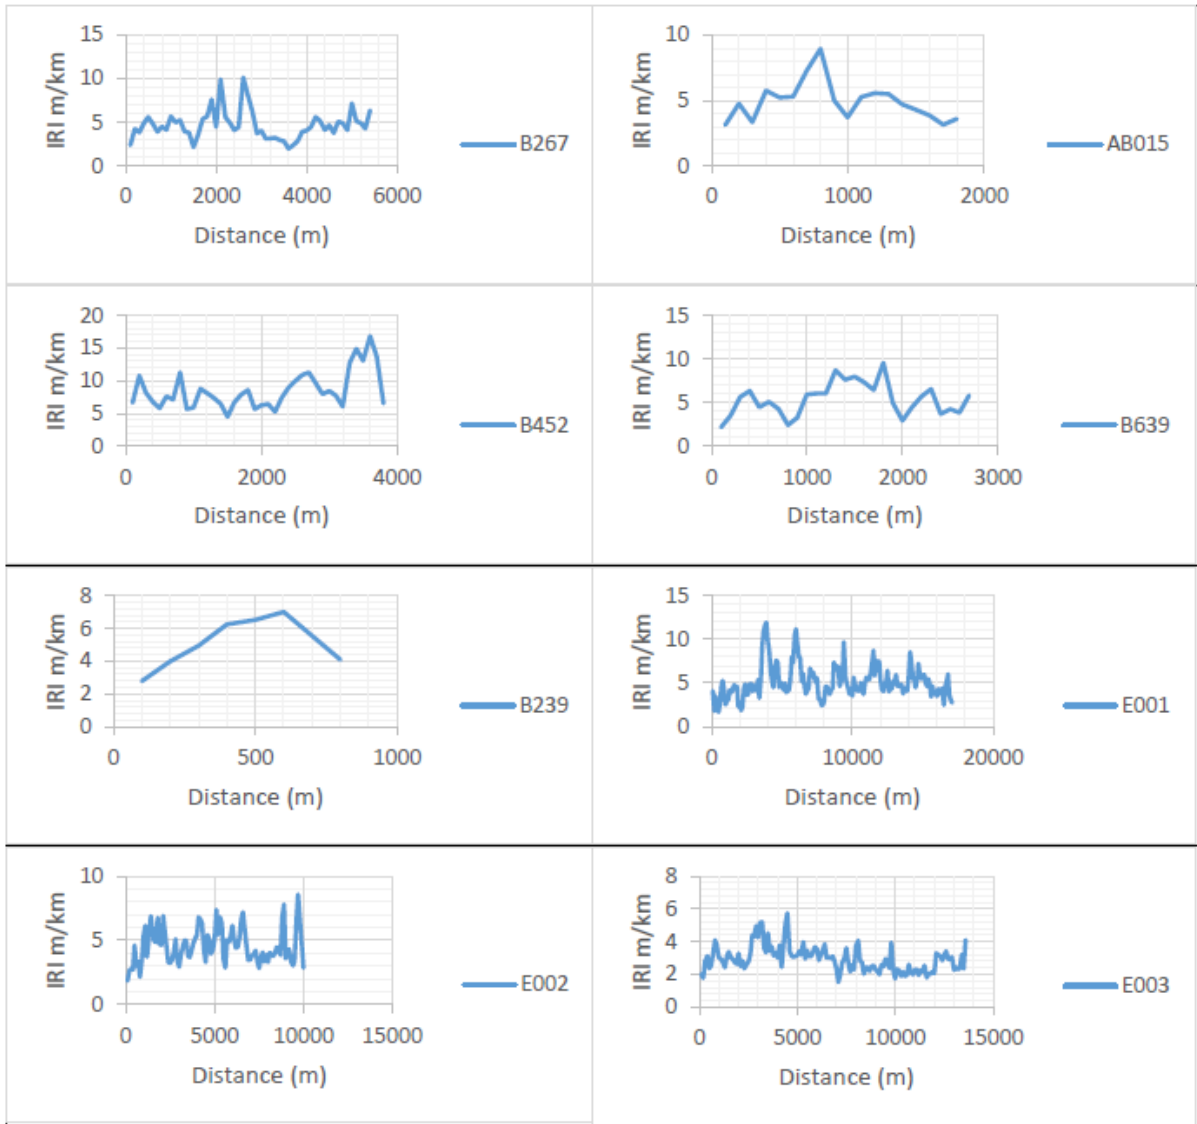 15
10
5
0
IRI m/km
0 2000 4000 6000
Distance (m)
B267
10
5
0
IRI m/km
0 1000 2000
Distance (m)
AB015
20
15
10
5
0
IRI m/km
0 2000 4000
Distance (m)
B452
15
10
5
0
IRI m/km
0 1000 2000 3000
Distance (m)
B639
8
6
4
2
0
IRI m/km
0 500 1000
Distance (m)
B239
15
10
5
0
IRI m/km
0 10000 20000
Distance (m)
E001
10
5
0
IRI m/km
0 5000 10000 15000
Distance (m)
E002
8
6
4
2
0
IRI m/km
0 5000 10000 15000
Distance (m)
E003